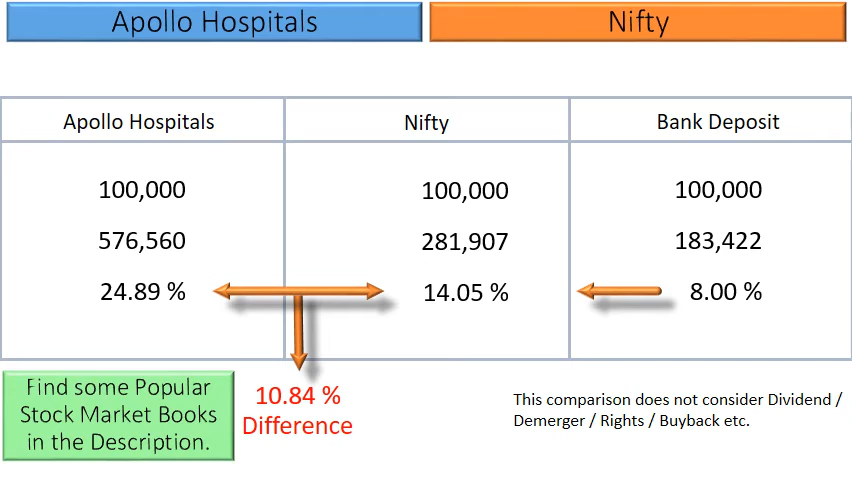 Apollo Hospitals
Nifty
Apollo Hospitals
Nifty
Bank Deposit
100,000
100,000
100,000
576,560
281,907
183,422
24.89 %
14.05 %
8.00 %
10.84 %
Difference
Find some Popular
Stock Market Books
in the Description.
This comparison does not consider Dividend /
Demerger / Rights / Buyback etc.